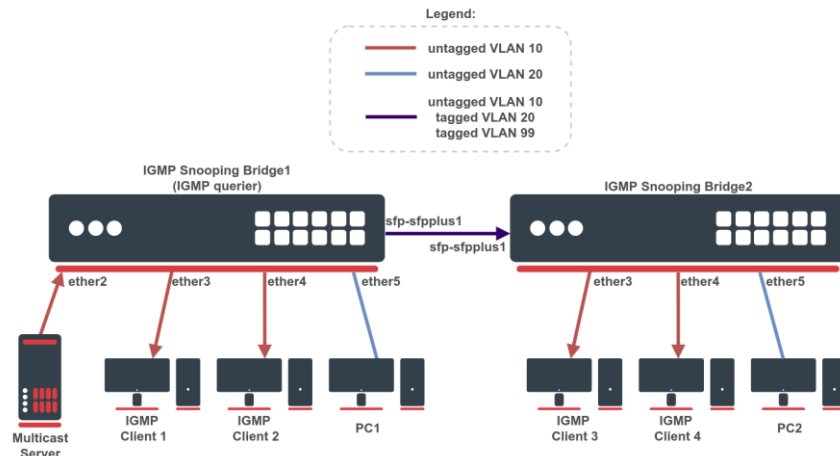 Legend:
untagged VLAN 10
untagged VLAN 20
untagged VLAN 10
tagged VLAN 20
tagged VLAN 99
IGMP Snooping Bridge1
(IGMP querier)
IGMP Snooping Bridge2
sfp-sfpplus1
sfp-sfpplus1
ether2
ether3
ether4
ether5
ether3
ether4
ether5
Multicast
Server
IGMP
Client 1
IGMP
Client 2
PC1
IGMP
Client 3
IGMP
Client 4
PC2